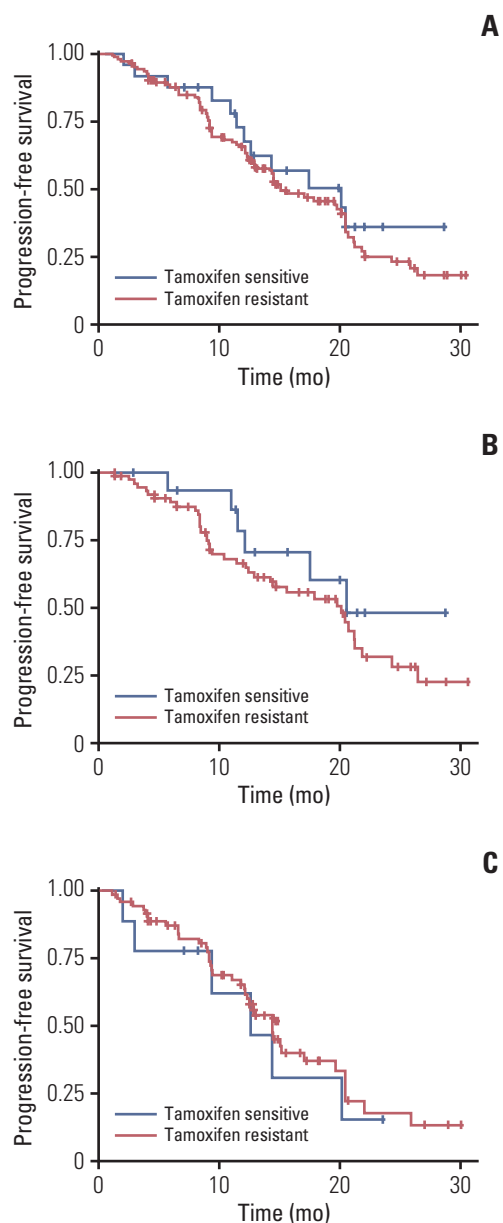 A
Progression-free survival
1.00
0.75
0.50
0.25
0
Tamoxifen sensitive
Tamoxifen resistant
0 10 20 30
Time (mo)
B
Progression-free survival
1.00
0.75
0.50
0.25
0
Tamoxifen sensitive
Tamoxifen resistant
0 10 20 30
Time (mo)
C
Progression-free survival
1.00
0.75
0.50
0.25
0
Tamoxifen sensitive
Tamoxifen resistant
0 10 20 30
Time (mo)